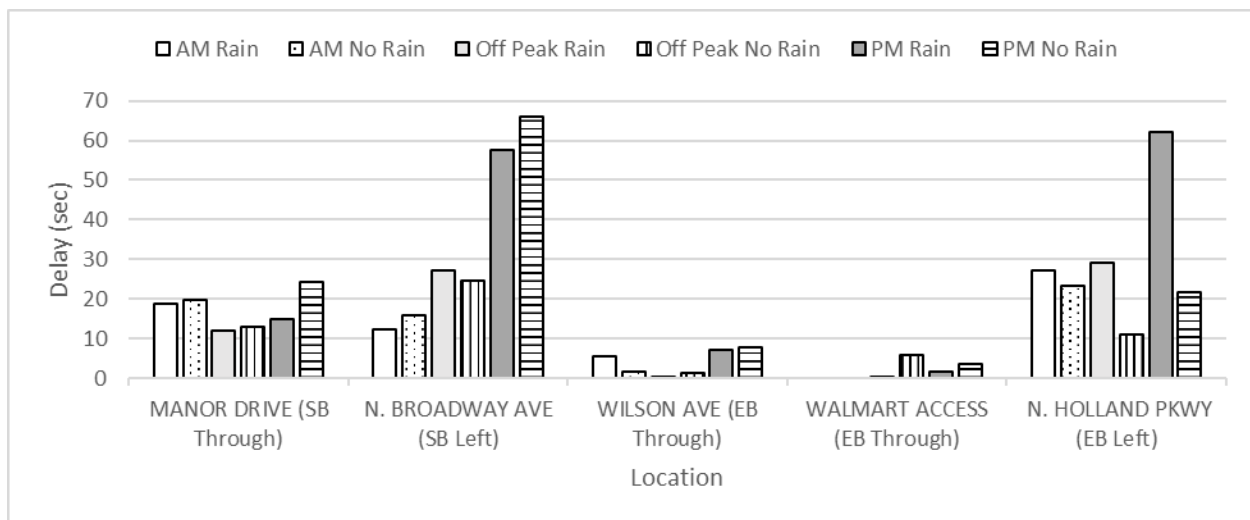 AM Rain AM No Rain Off Peak Rain Off Peak No Rain PM Rain PM No Rain
70
60
50
40
30
20
10
0
Delay (sec)
MANOR DRIVE (SB
Through)
N. BROADWAY AVE
(SB Left)
WILSON AVE (EB
Through)
WALMART ACCESS
(EB Through)
N. HOLLAND PKWY
(EB Left)
Location